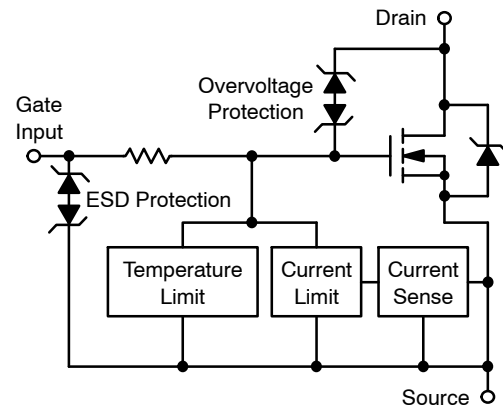 Drain
Overvoltage
Protection
Gate
Input
ESD Protection
Temperature
Limit
Current
Limit
Current
Sense
Source